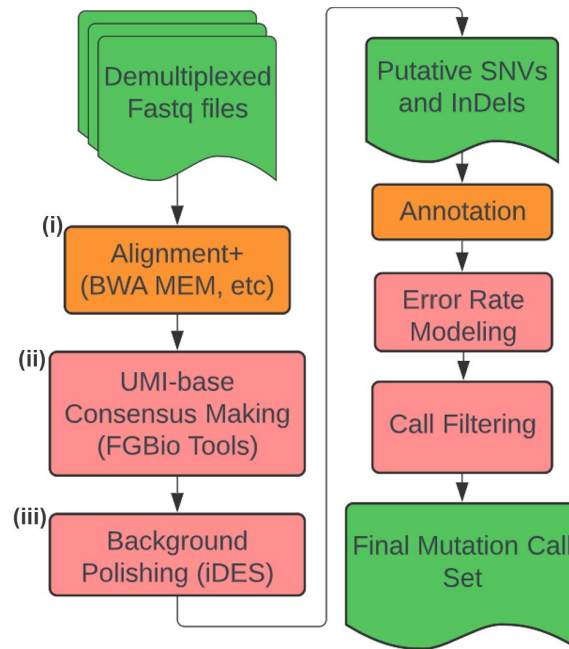 Demultiplexed
Fastq files
(i)
Alignment+
(BWA MEM, etc)
(ii)
UMI-base
Consensus Making
(FGBio Tools)
(iii)
Background
Polishing (iDES)
Putative SNVs
and InDels
Annotation
Error Rate
Modeling
Call Filtering
Final Mutation Call
Set